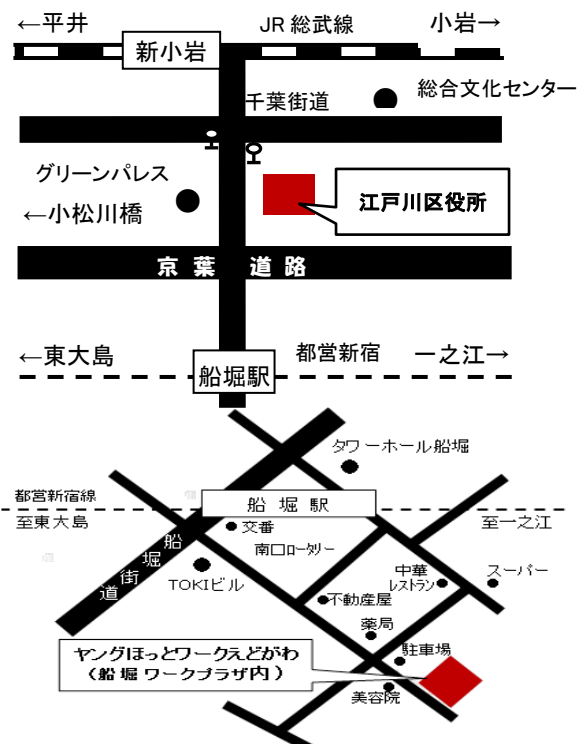 ←平井
JR 総武線
小岩→
新小岩
千葉街道
総合文化センター
グリーンパレス
←小松川橋
江戸川区役所
京葉道路
←東大島
都営新宿
一之江→
船堀駅
タワーホール船堀
都営新宿線
船堀駅
至東大島
至一之江
交番
南口ロータリー
船堀街道
TOKIビル
中華
レストラン
スーパー
不動産屋
薬局
駐車場
ヤングほっとワークえどがわ
（船堀ワークプラザ内）
美容院